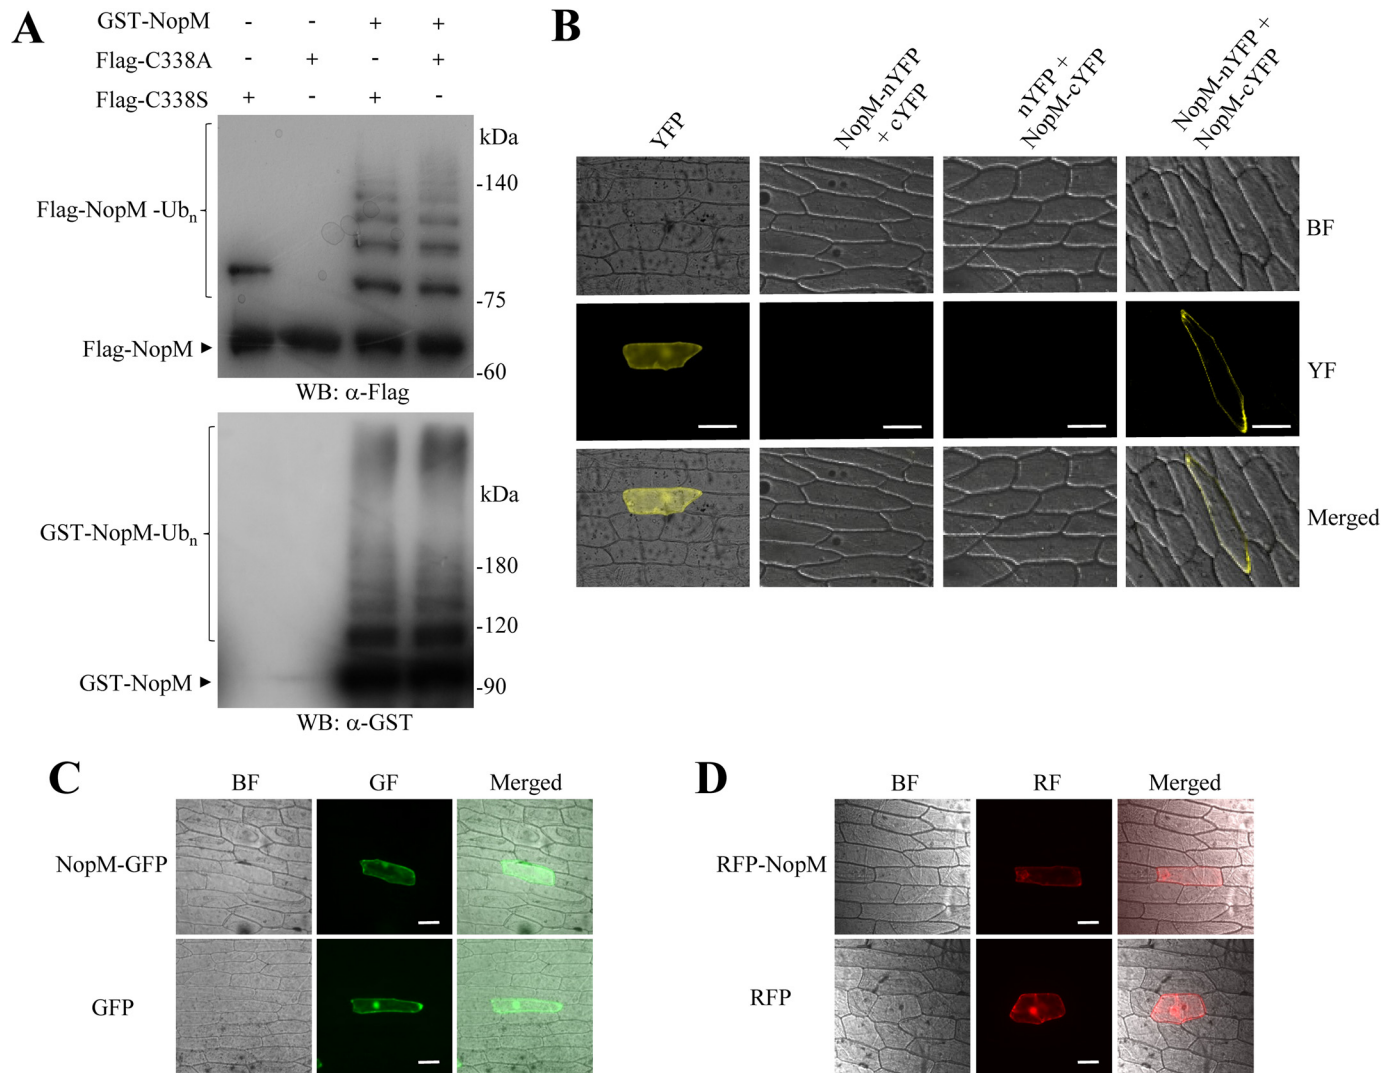 A
GST-NopM - - + +
Flag-C338A - + - +
Flag-C338S + - + -
kDa
-140
Flag-NopM -Ubn
-75
Flag-NopM
-60
WB: α-Flag
kDa
GST-NopM-Ubn
-180
-120
GST-NopM
-90
WB: α-GST
B
YFP
NopM-nYFP
+ cYFP
nYFP +
NopM-cYFP
NopM-nYFP +
NopM-cYFP
BF
YF
Merged
C
BF GF Merged
NopM-GFP
GFP
D
BF RF Merged
RFP-NopM
RFP